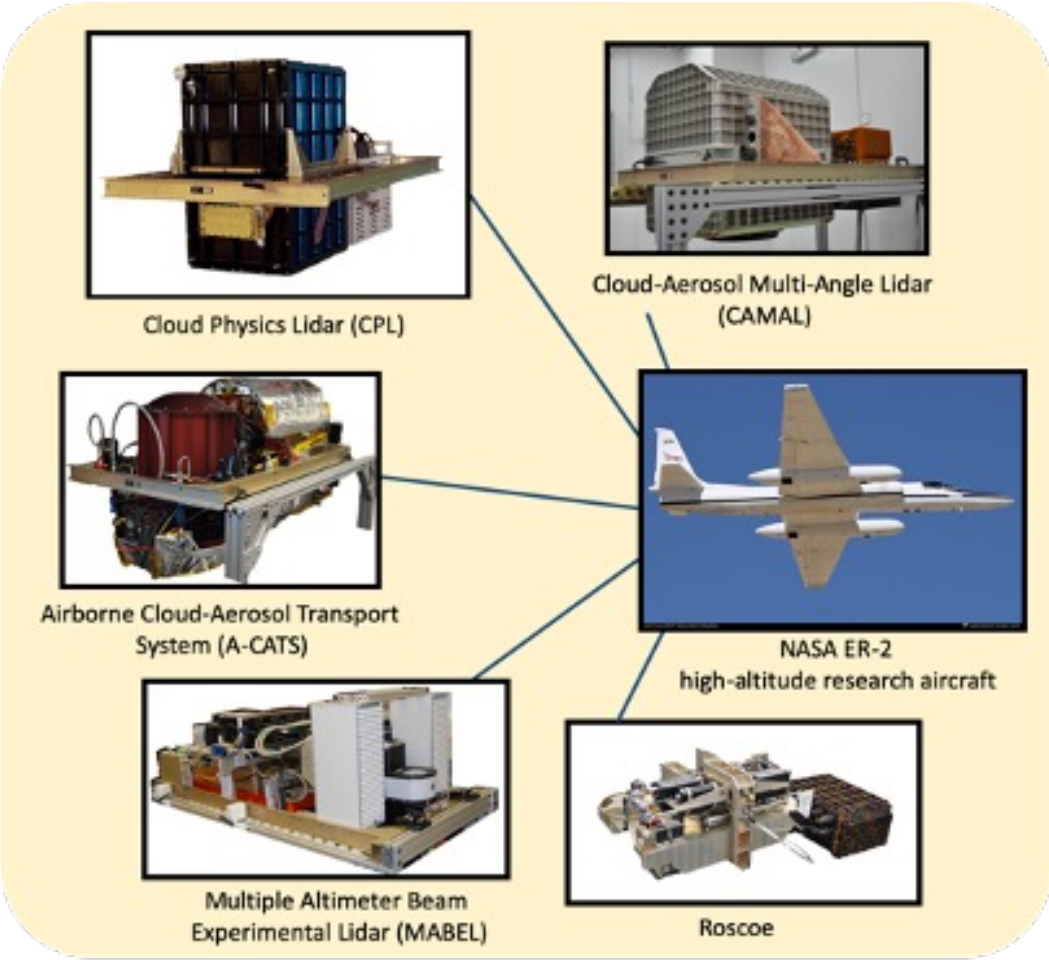 Cloud Physics Lidar (CPL)
Cloud-Aerosol Multi-Angle Lidar
(CAMAL)
Airborne Cloud-Aerosol Transport
System (A-CATS)
NASA ER-2
high-altitude research aircraft
Multiple Altimeter Beam
Experimental Lidar (MABEL)
Roscoe